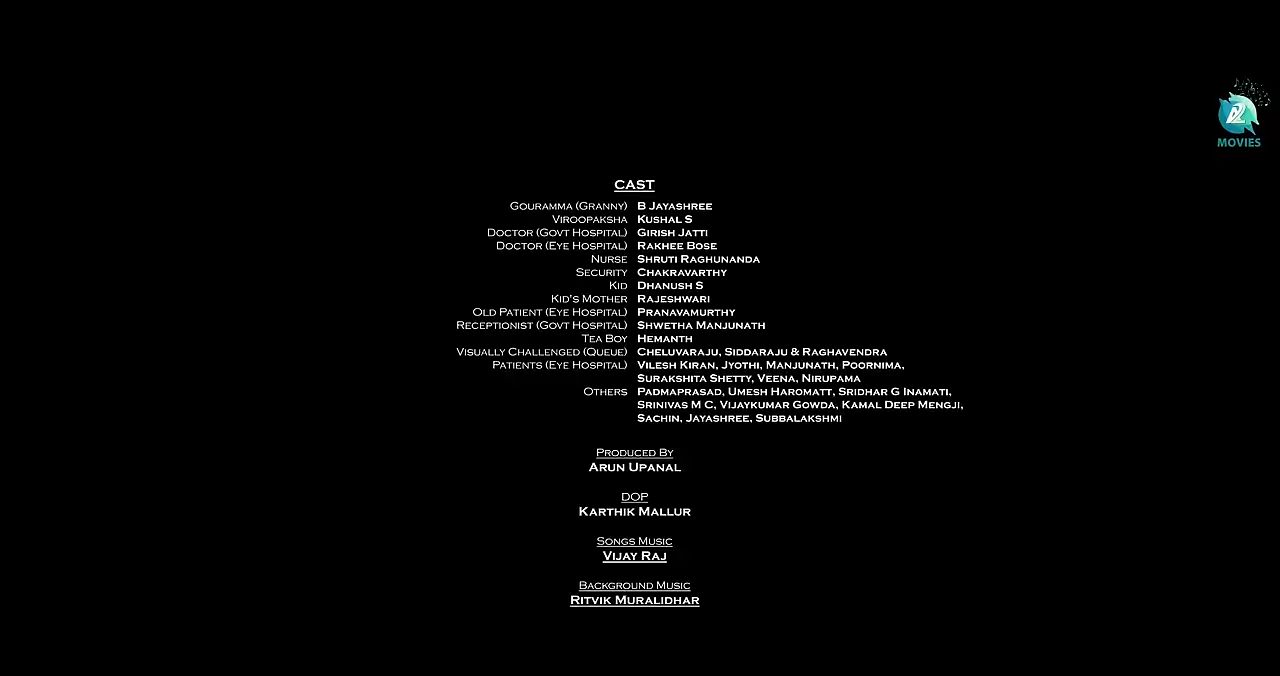 MOVIES
CAST
GOURAMMA (GRANNY) B JAYASHREE
VIROOPAKSHA KUSHAL S
DOCTOR (GOVT HOSPITAL) GIRISH JATTI
DOCTOR (EYE HOSPITAL) RAKHEE BOSE
NURSE SHRUTI RAGHUNANDA
SECURITY CHAKRAVARTHY
KID DHANUSH S
KID'S MOTHER RAJESHWARI
OLD PATIENT (EYE HOSPITAL) PRANAVAMURTHY
RECEPTIONIST (GOVT HOSPITAL) SHWETHA MANJUNATH
TEA BOY HEMANTH
VISUALLY CHALLENGED (QUEUE) CHELUVARAJU, SIDDARAJU & RAGHAVENDRA
PATIENTS (EYE HOSPITAL) VILESH KIRAN, JYOTHI, MANJUNATH, POORNIMA,
SURAKSHITA SHETTY, VEENA, NIRUPAMA
OTHERS PADMAPRASAD, UMESH HAROMATT, SRIDHAR G INAMATI,
SRINIVAS M C, VIJAYKUMAR GOWDA, KAMAL DEEP MENGJI,
SACHIN, JAYASHREE, SUBBALAKSHMI
PRODUCED BY
ARUN UPANAL
DOP
KARTHIK MALLUR
SONGS MUSIC
VIJAY RAJ
BACKGROUND MUSIC
RITVIK MURALIDHAR